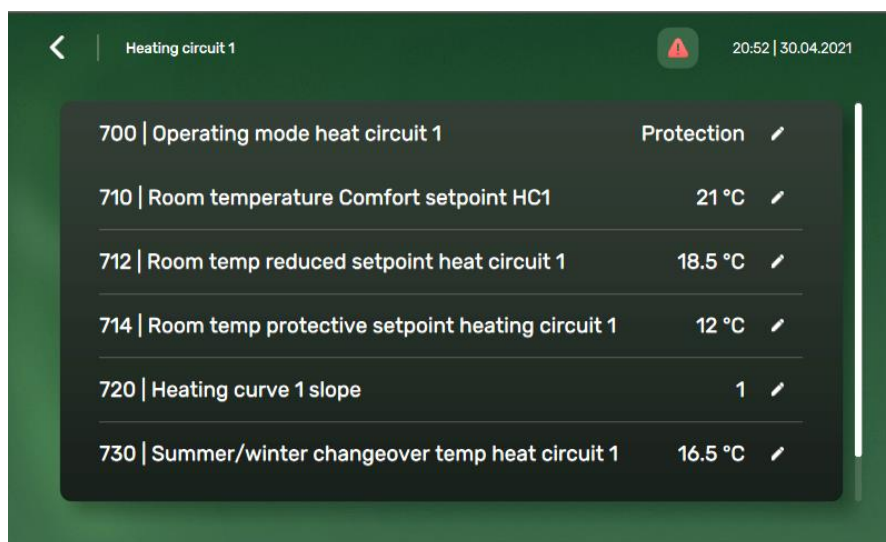 Heating circuit 1 20:52 | 30.04.2021
700 | Operating mode heat circuit 1 Protection
710 | Room temperature Comfort setpoint HC1 21 °C
712 | Room temp reduced setpoint heat circuit 1 18.5 °C
714 | Room temp protective setpoint heating circuit 1 12 °C
720 | Heating curve 1 slope 1
730 | Summer/winter changeover temp heat circuit 1 16.5 °C